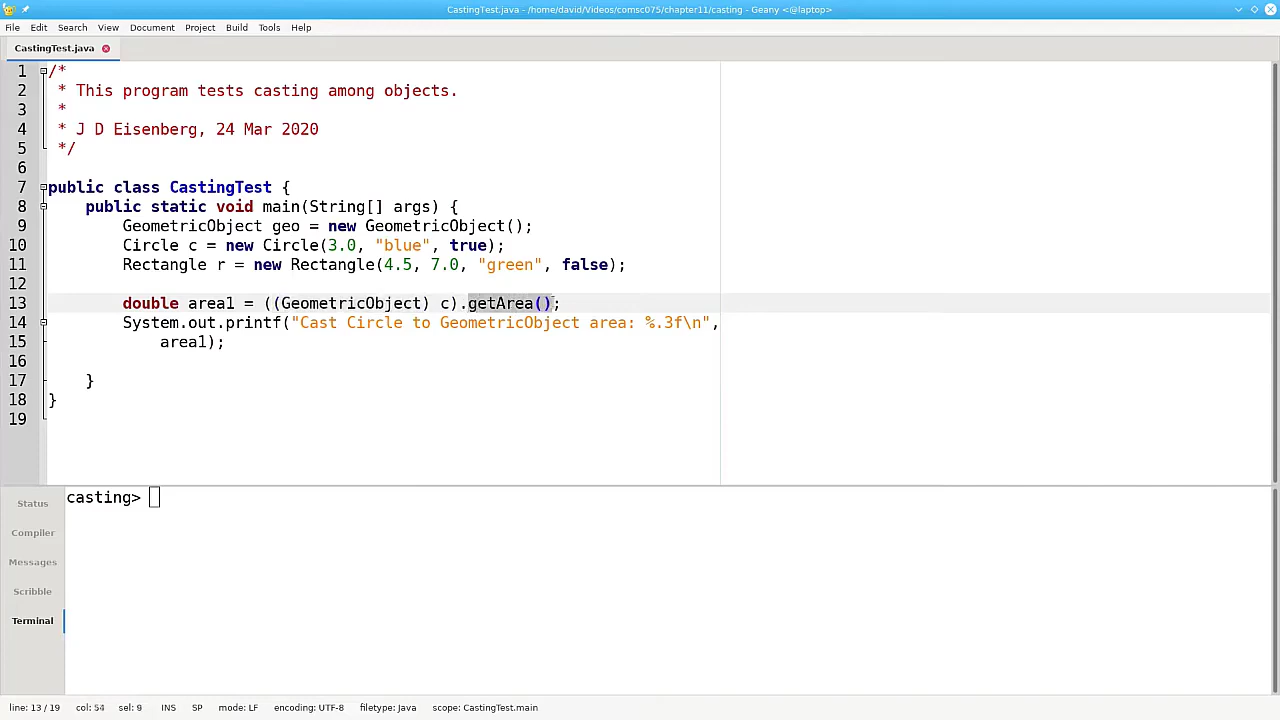 CastingTest.java - /home/david/Videos/comsc075/chapter11/casting - Geany <@laptop>
File Edit Search View Document Project Build Tools Help
CastingTest.java
1 /*
2  * This program tests casting among objects.
3  *
4  * J D Eisenberg, 24 Mar 2020
5  */
6
7 public class CastingTest {
8     public static void main(String[] args) {
9         GeometricObject geo = new GeometricObject();
10         Circle c = new Circle(3.0, "blue", true);
11         Rectangle r = new Rectangle(4.5, 7.0, "green", false);
12
13         double area1 = ((GeometricObject) c).getArea();
14         System.out.printf("Cast Circle to GeometricObject area: %.3f\n",
15             area1);
16
17     }
18 }
19
Status
Compiler
Messages
Scribble
Terminal
casting>
line: 13 / 19 col: 54 sel: 9 INS SP mode: LF encoding: UTF-8 filetype: Java scope: CastingTest.main